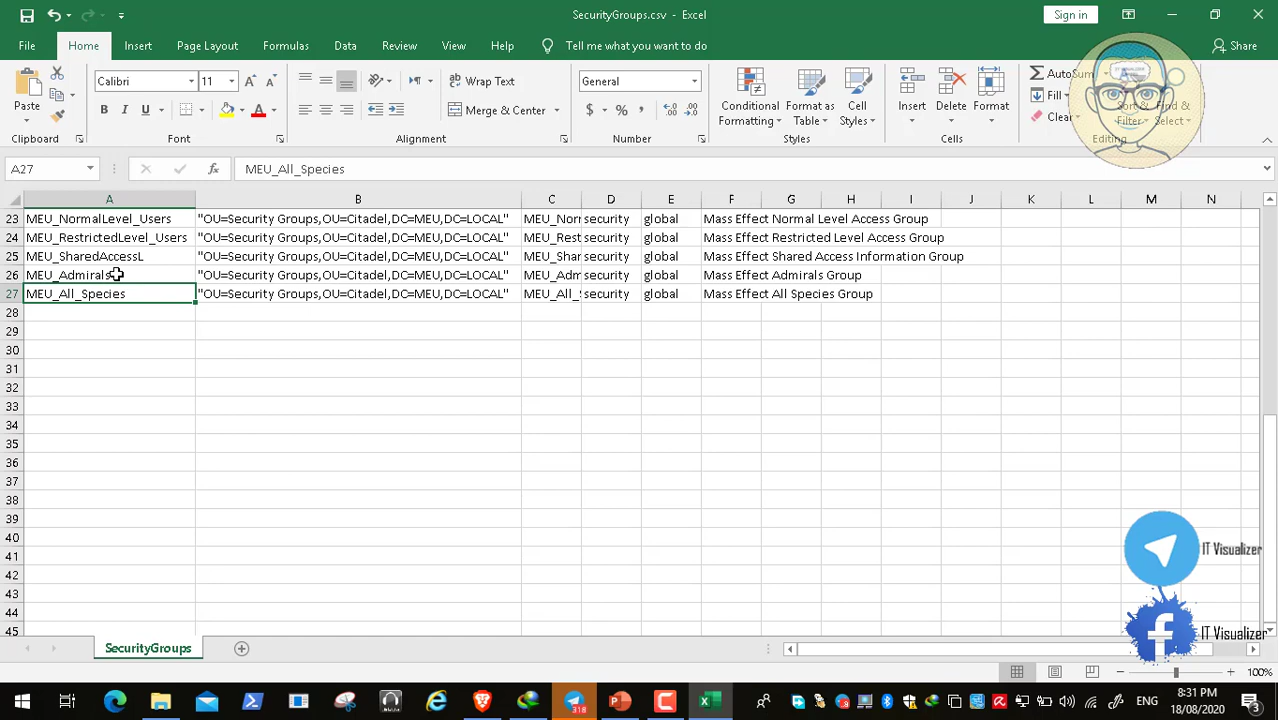 SecurityGroups.csv - Excel
Sign in
File Home Insert Page Layout Formulas Data Review View Help Tell me what you want to do Share
Paste
Calibri 11
Wrap Text
General
Merge & Center
Conditional Formatting
Format as Table
Cell Styles
Insert
Delete
Format
AutoSum
Fill
Clear
Sort & Filter
Find & Select
Clipboard Font Alignment Number Styles Cells Editing
A27 fx MEU_All_Species
A B C D E F G H I J K L M N
23 MEU_NormalLevel_Users "OU=Security Groups,OU=Citadel,DC=MEU,DC=LOCAL" MEU_Nor security global Mass Effect Normal Level Access Group
24 MEU_RestrictedLevel_Users "OU=Security Groups,OU=Citadel,DC=MEU,DC=LOCAL" MEU_Rest security global Mass Effect Restricted Level Access Group
25 MEU_SharedAccessL "OU=Security Groups,OU=Citadel,DC=MEU,DC=LOCAL" MEU_Shar security global Mass Effect Shared Access Information Group
26 MEU_Admirals "OU=Security Groups,OU=Citadel,DC=MEU,DC=LOCAL" MEU_Adm security global Mass Effect Admirals Group
27 MEU_All_Species "OU=Security Groups,OU=Citadel,DC=MEU,DC=LOCAL" MEU_All_ security global Mass Effect All Species Group
28
29
30
31
32
33
34
35
36
37
38
39
40
41
42
43
44
45
IT Visualizer
IT Visualizer
SecurityGroups
100%
318
ENG
8:31 PM
18/08/2020
3